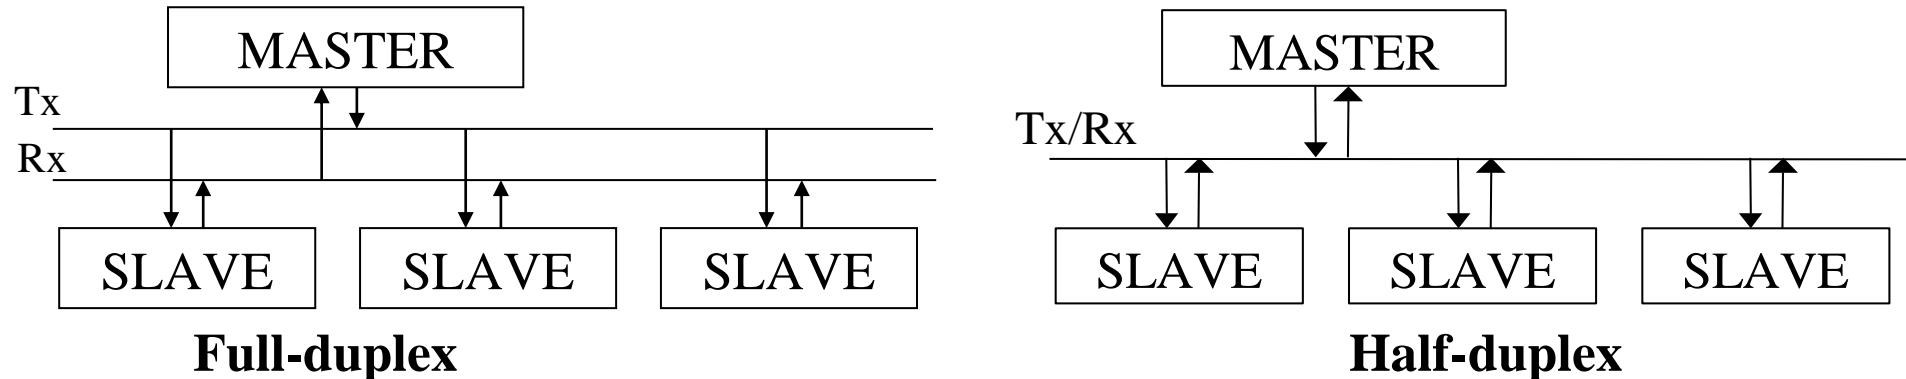 MASTER
Tx
Rx
SLAVE SLAVE SLAVE
Full-duplex
MASTER
Tx/Rx
SLAVE SLAVE SLAVE
Half-duplex